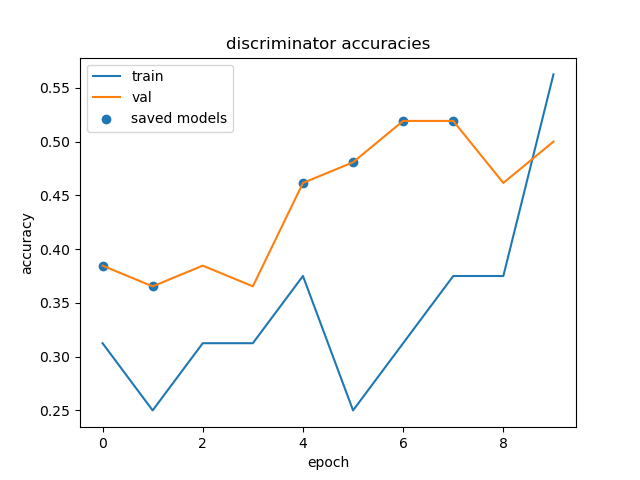 discriminator accuracies
train
val
saved models
0.55
0.50
0.45
0.40
0.35
0.30
0.25
accuracy
0 2 4 6 8
epoch